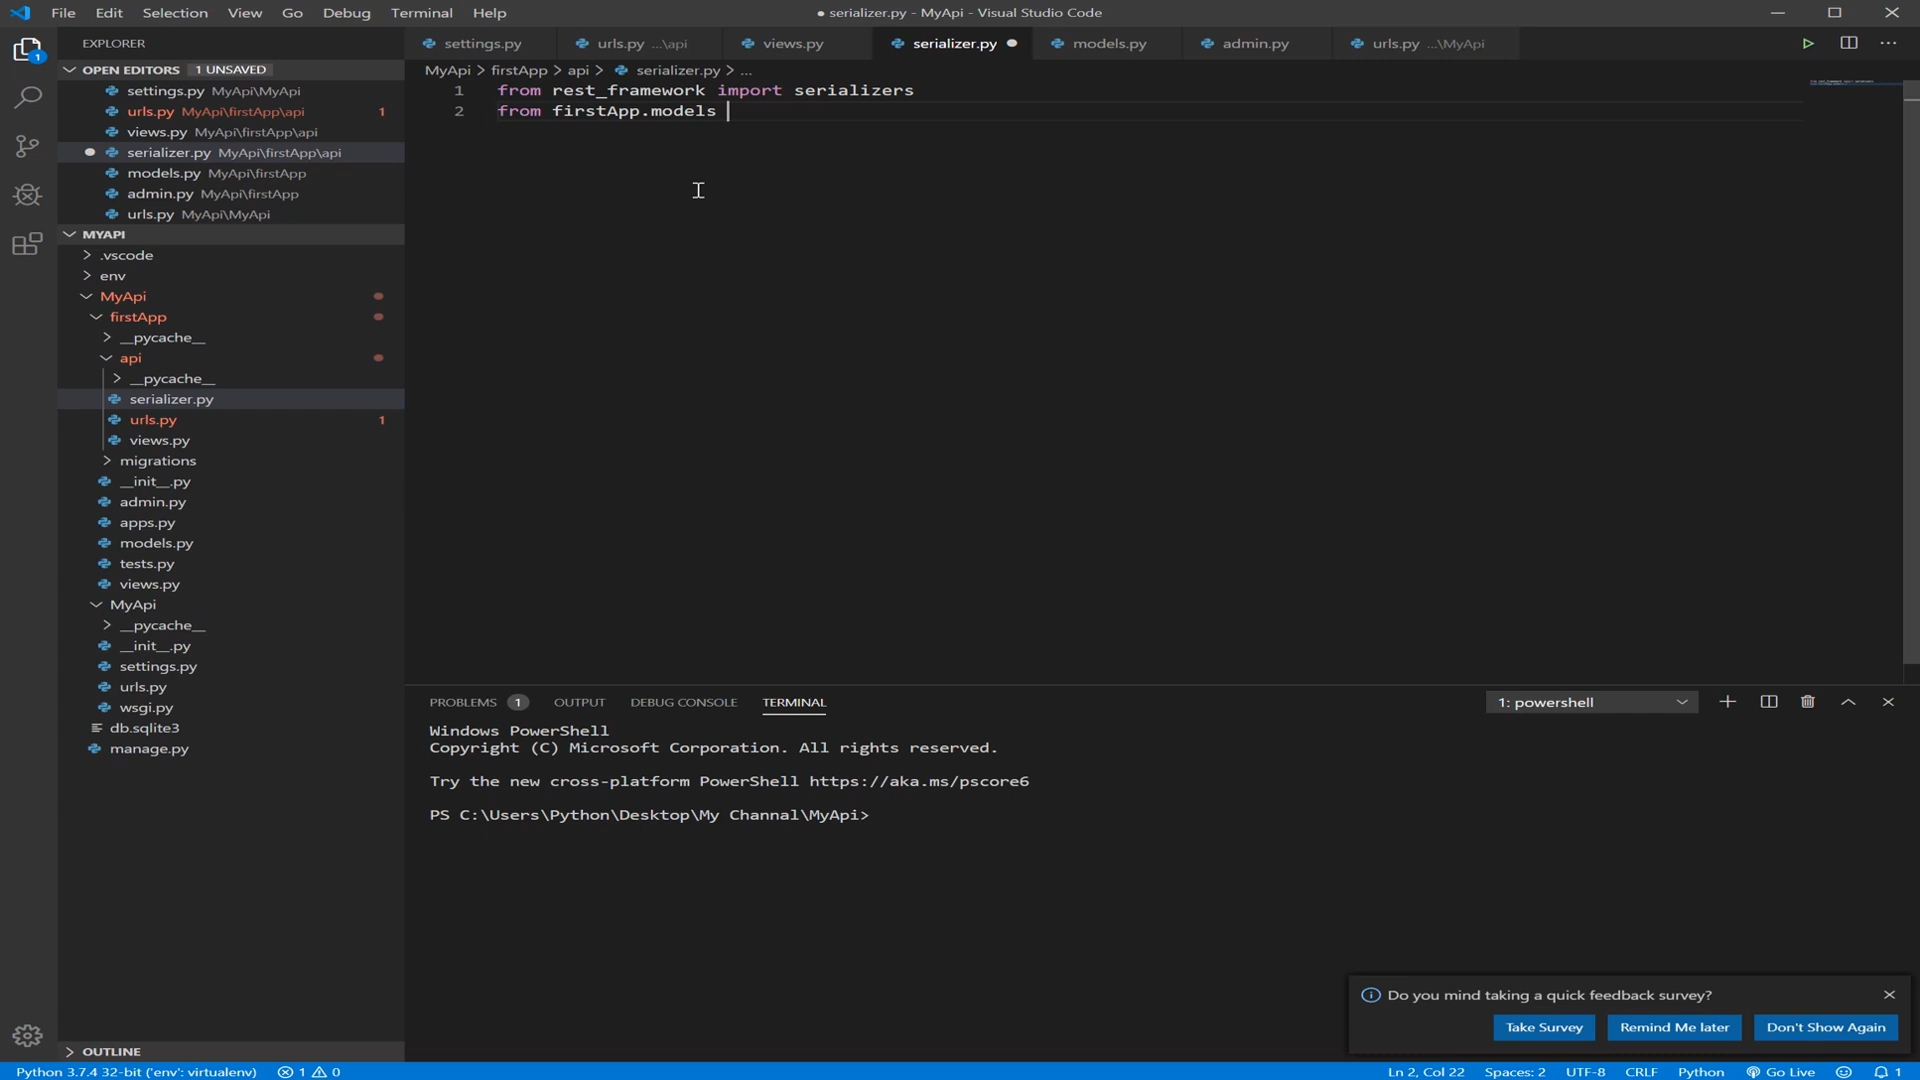 File Edit Selection View Go Debug Terminal Help
● serializer.py - MyApi - Visual Studio Code
1
EXPLORER
OPEN EDITORS 1 UNSAVED
settings.py MyApi\MyApi
urls.py MyApi\firstApp\api 1
views.py MyApi\firstApp\api
serializer.py MyApi\firstApp\api
models.py MyApi\firstApp
admin.py MyApi\firstApp
urls.py MyApi\MyApi
MYAPI
.vscode
env
MyApi
firstApp
__pycache__
api
__pycache__
serializer.py
urls.py 1
views.py
migrations
__init__.py
admin.py
apps.py
models.py
tests.py
views.py
MyApi
__pycache__
__init__.py
settings.py
urls.py
wsgi.py
db.sqlite3
manage.py
OUTLINE
settings.py urls.py ...\api views.py serializer.py models.py admin.py urls.py ...\MyApi
MyApi > firstApp > api > serializer.py > ...
1 from rest_framework import serializers
2 from firstApp.models
PROBLEMS 1 OUTPUT DEBUG CONSOLE TERMINAL 1: powershell
Windows PowerShell
Copyright (C) Microsoft Corporation. All rights reserved.
Try the new cross-platform PowerShell https://aka.ms/pscore6
PS C:\Users\Python\Desktop\My Channal\MyApi>
Do you mind taking a quick feedback survey?
Take Survey Remind Me later Don't Show Again
Python 3.7.4 32-bit ('env': virtualenv) 1 0 Ln 2, Col 22 Spaces: 2 UTF-8 CRLF Python Go Live 1